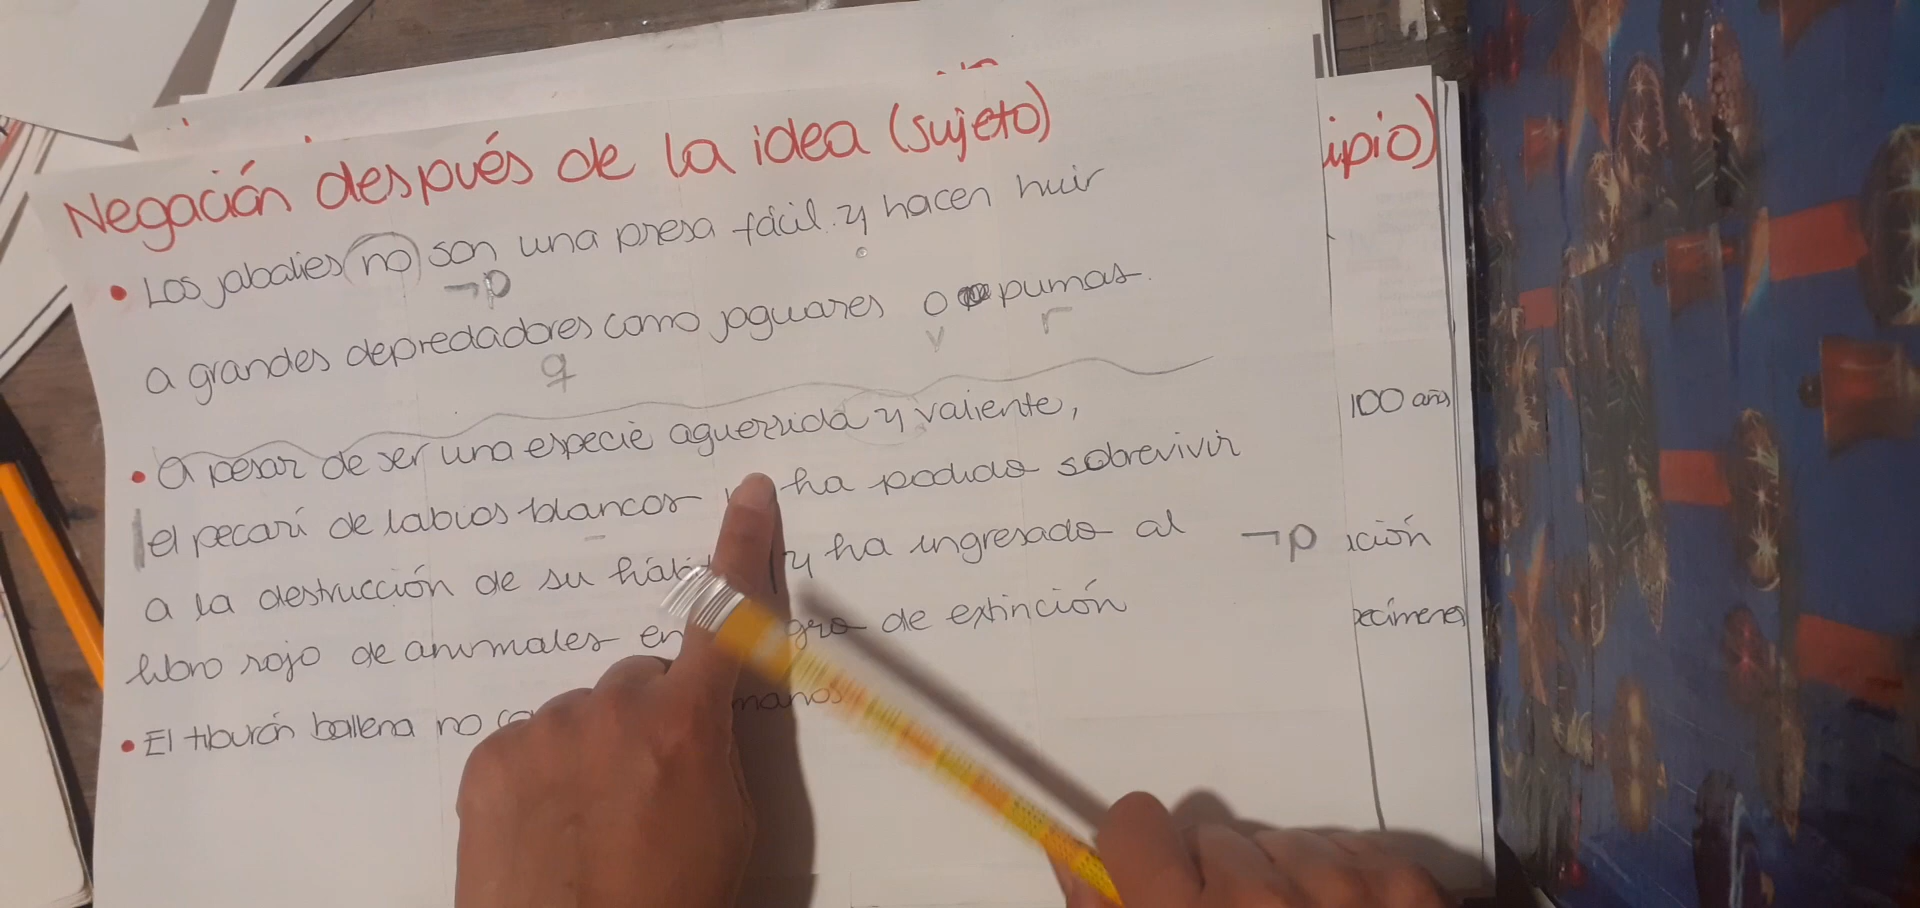 Negación después de la idea (sujeto)
• Los jabalies no son una presa fácil y hacen huir
¬p
a grandes depredadores como jaguares o pumas.
q v r
• A pesar de ser una especie aguerrida y valiente,
el pecarí de labios blancos ha podido sobrevivir
a la destrucción de su y ha ingresado al ¬p
libro rojo de animales en de extinción
• El tiburón ballena no
ipio)
100 años